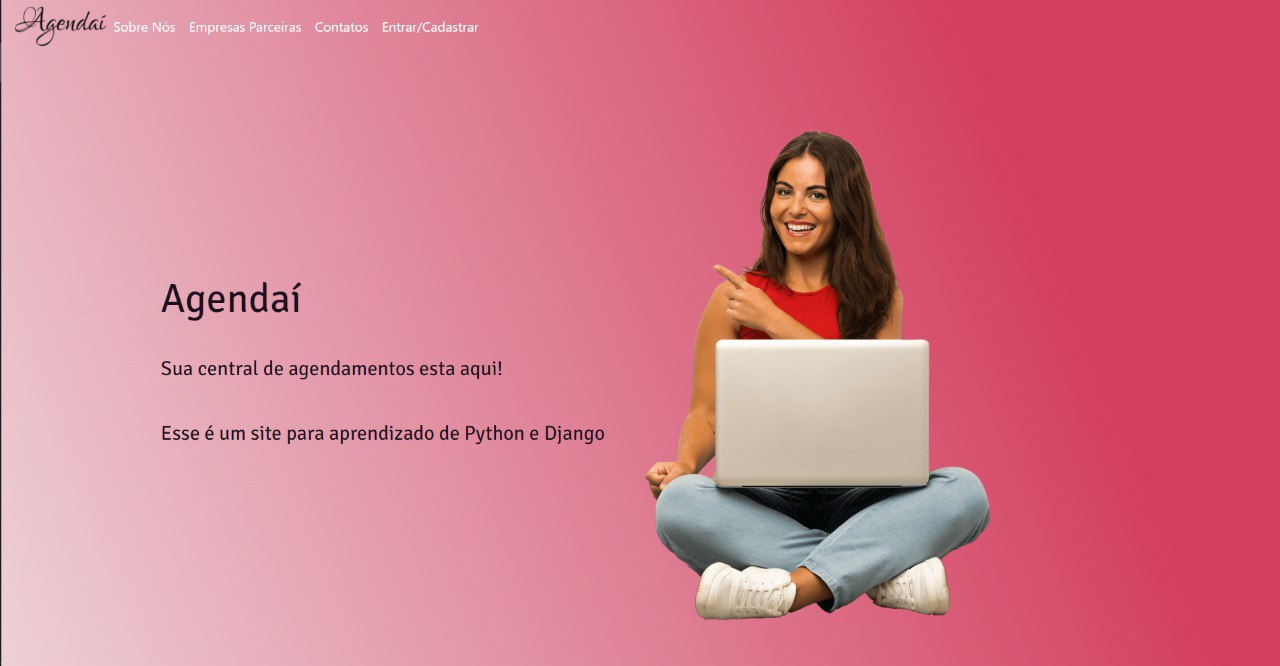 Agendaí Sobre Nós Empresas Parceiras Contatos Entrar/Cadastrar
Agendaí
Sua central de agendamentos esta aqui!
Esse é um site para aprendizado de Python e Django